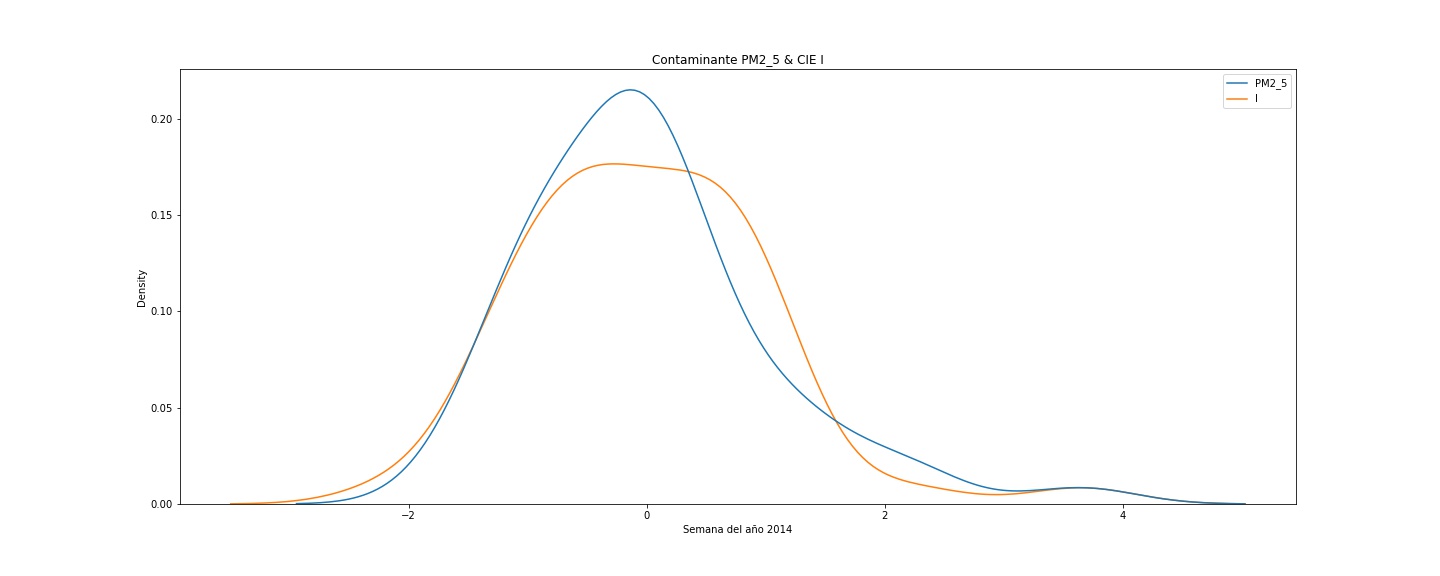 Contaminante PM2_5 & CIE I
PM2_5
I
0.20
0.15
0.10
0.05
0.00
Density
−2
0
2
4
Semana del año 2014